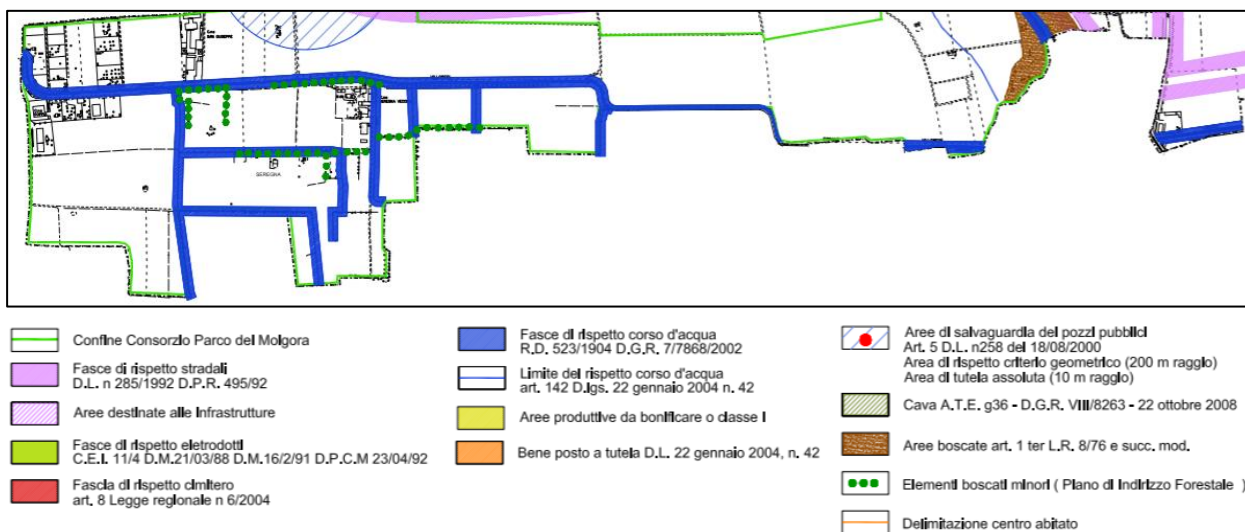 SEREGNA
Confine Consorzio Parco del Molgora
Fasce di rispetto stradali
D.L. n 285/1992 D.P.R. 495/92
Aree destinate alle infrastrutture
Fasce di rispetto eletrodotti
C.E.I. 11/4 D.M.21/03/88 D.M.16/2/91 D.P.C.M 23/04/92
Fascia di rispetto cimitero
art. 8 Legge regionale n 6/2004
Fasce di rispetto corso d'acqua
R.D. 523/1904 D.G.R. 7/7868/2002
Limite del rispetto corso d'acqua
art. 142 D.lgs. 22 gennaio 2004 n. 42
Aree produttive da bonificare o classe I
Bene posto a tutela D.L. 22 gennaio 2004, n. 42
Aree di salvaguardia dei pozzi pubblici
Art. 5 D.L. n258 del 18/08/2000
Area di rispetto criterio geometrico (200 m raggio)
Area di tutela assoluta (10 m raggio)
Cava A.T.E. g36 - D.G.R. VIII/8263 - 22 ottobre 2008
Aree boscate art. 1 ter L.R. 8/76 e succ. mod.
Elementi boscati minori ( Piano di Indirizzo Forestale )
Delimitazione centro abitato